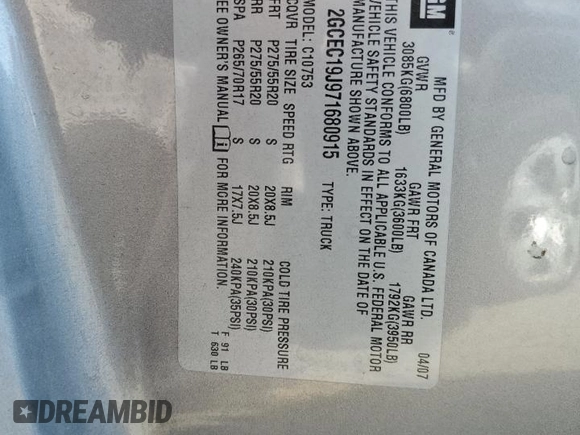 GM
MFD BY GENERAL MOTORS OF CANADA LTD.
04/07
GVWR GAWR FRT GAWR RR
3085KG(6800LB) 1633KG(3600LB) 1792KG(3950LB)
THIS VEHICLE CONFORMS TO ALL APPLICABLE U.S. FEDERAL MOTOR
VEHICLE SAFETY STANDARDS IN EFFECT ON THE DATE OF
MANUFACTURE SHOWN ABOVE.
2GCEC19J971680915 TYPE: TRUCK
MODEL: C10753
COVR TIRE SIZE SPEED RTG RIM COLD TIRE PRESSURE
FRT P275/55R20 S 20X8.5J 210KPA(30PSI)
RR P275/55R20 S 20X8.5J 210KPA(30PSI)
SPA P265/70R17 S 17X7.5J 240KPA(35PSI)
SEE OWNER'S MANUAL FOR MORE INFORMATION.
F 91 LB
T 630 LB
DREAMBID